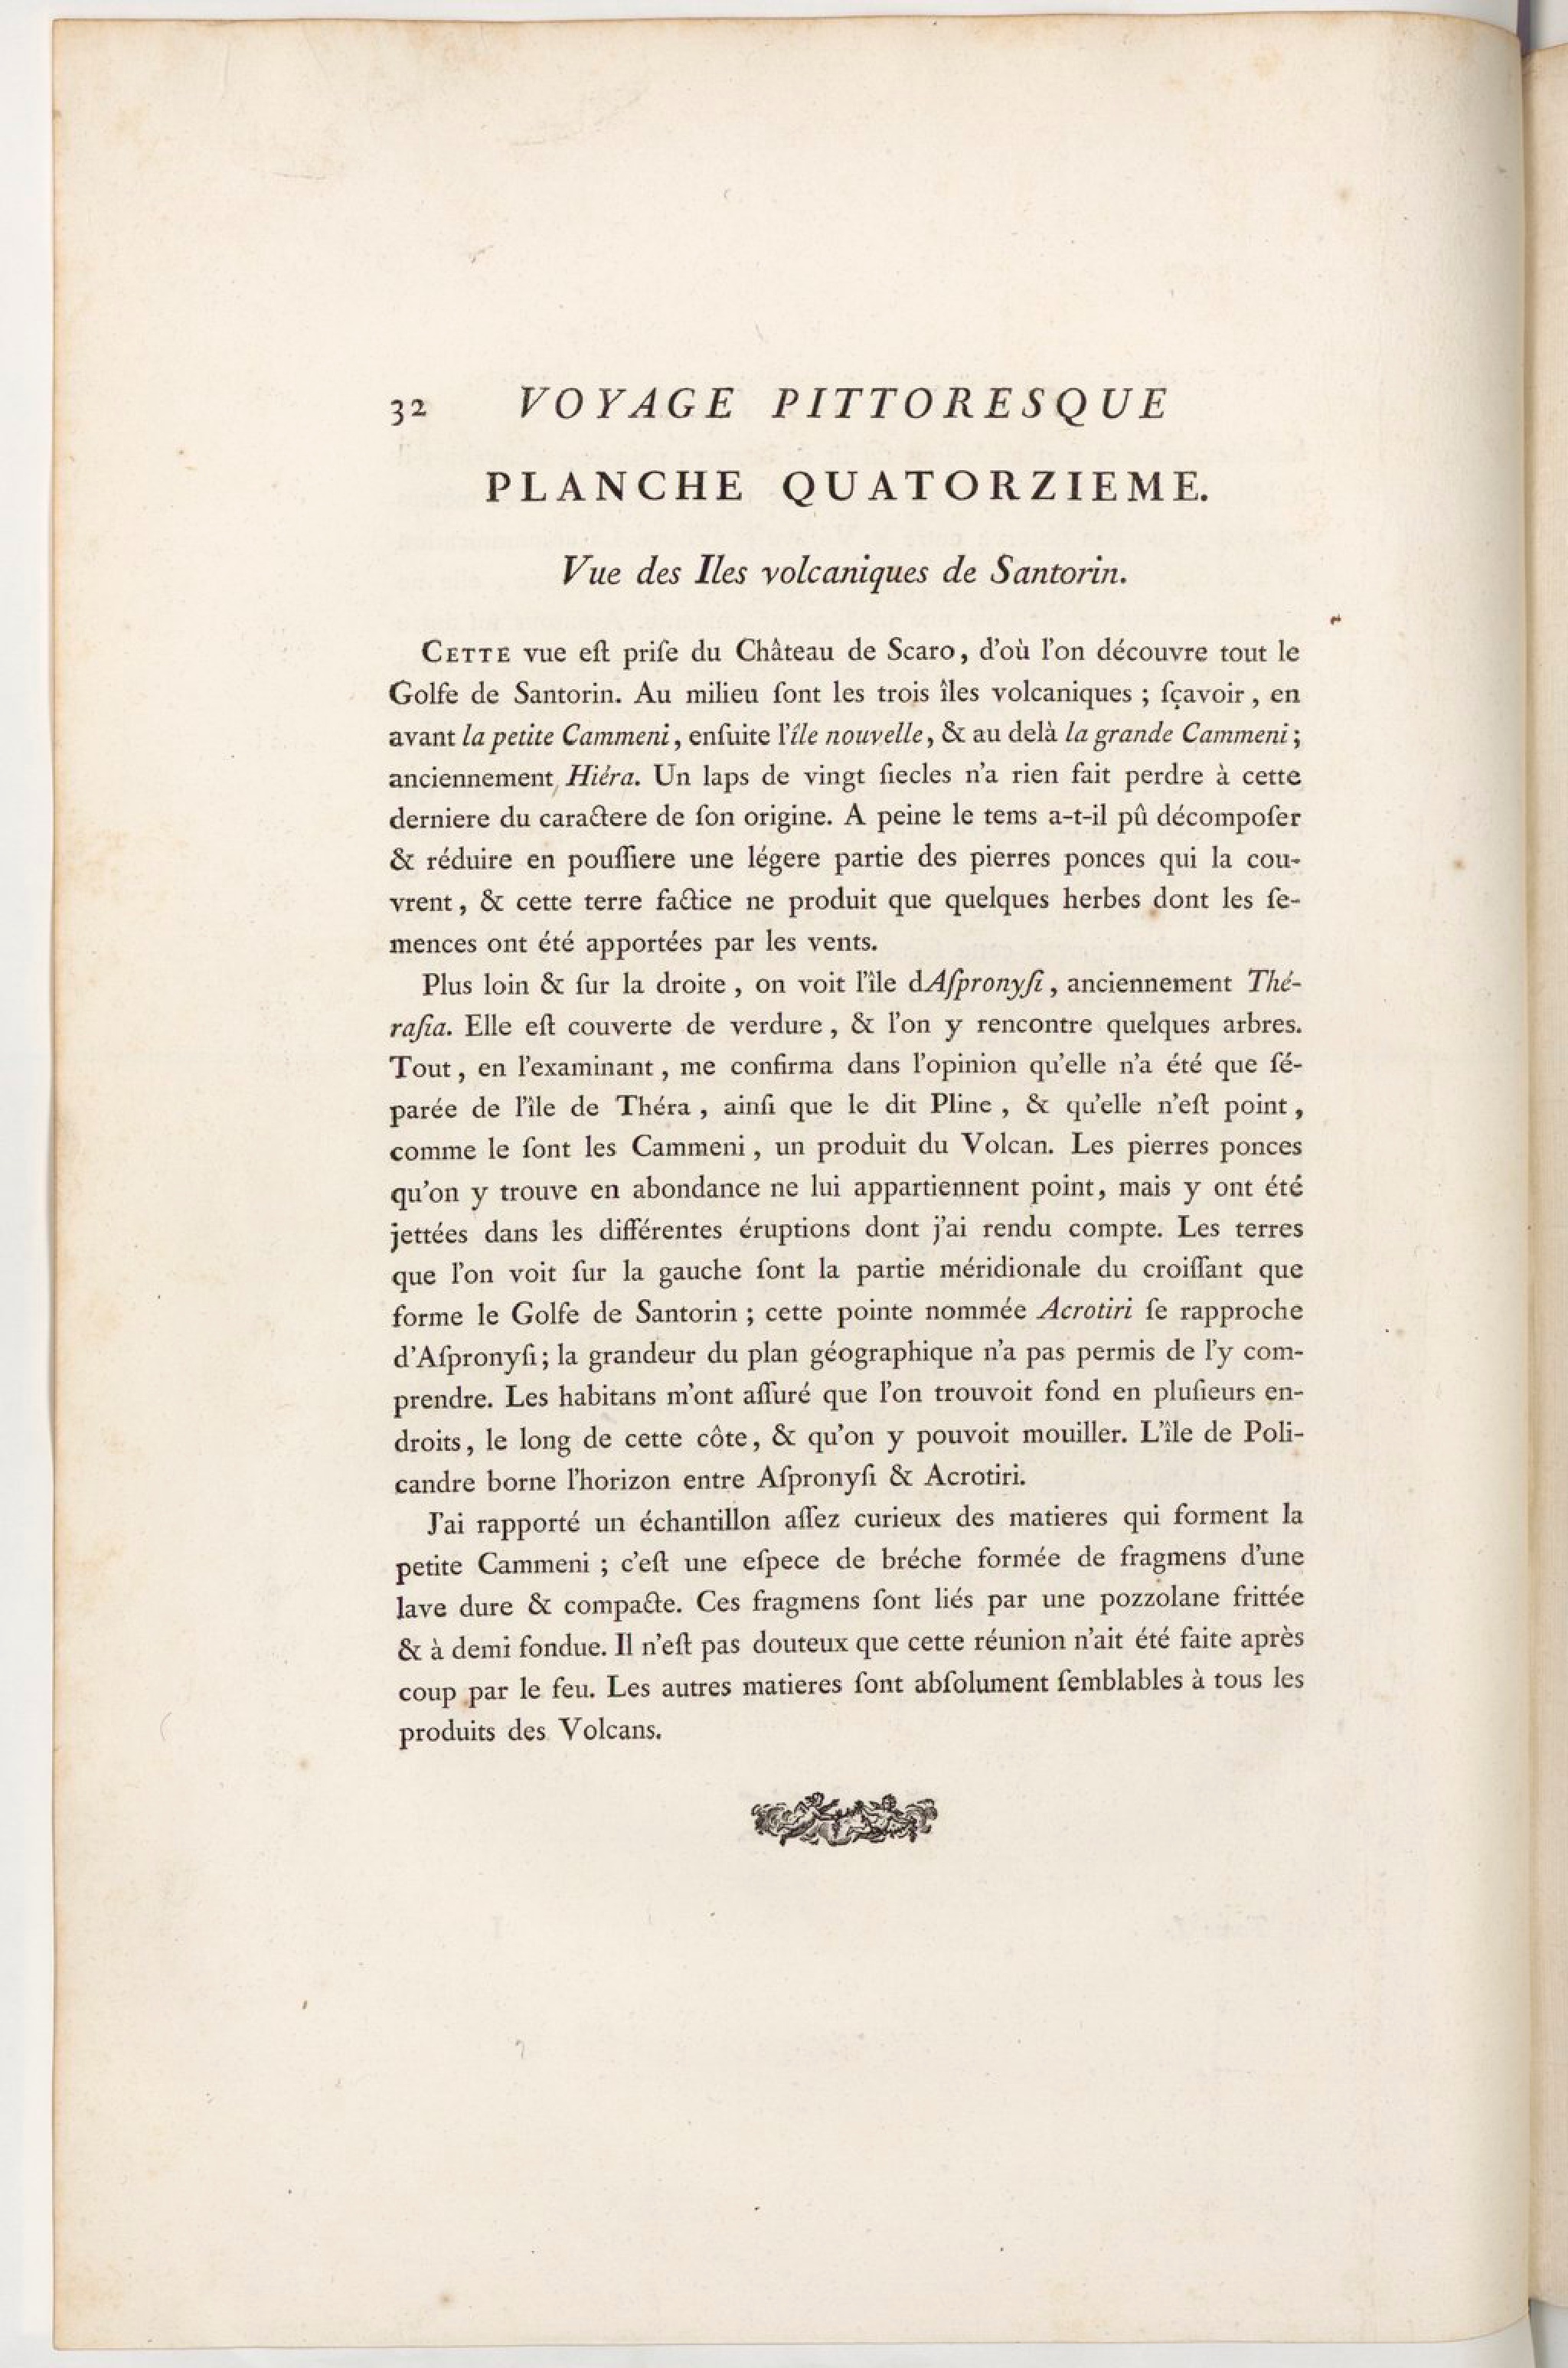 32 VOYAGE PITTORESQUE
PLANCHE QUATORZIEME.
Vue des Iles volcaniques de Santorin.
CETTE vue eſt priſe du Château de Scaro, d'où l'on découvre tout le
Golfe de Santorin. Au milieu ſont les trois îles volcaniques ; ſçavoir, en
avant la petite Cammeni, enſuite l'île nouvelle, & au delà la grande Cammeni ;
anciennement Hiéra. Un laps de vingt ſiecles n'a rien fait perdre à cette
derniere du caractere de ſon origine. A peine le tems a-t-il pû décompoſer
& réduire en pouſſiere une légere partie des pierres ponces qui la cou-
vrent, & cette terre factice ne produit que quelques herbes dont les ſe-
mences ont été apportées par les vents.
Plus loin & ſur la droite, on voit l'île dAſpronyſi, anciennement Thé-
raſia. Elle eſt couverte de verdure, & l'on y rencontre quelques arbres.
Tout, en l'examinant, me confirma dans l'opinion qu'elle n'a été que ſé-
parée de l'île de Théra, ainſi que le dit Pline, & qu'elle n'eſt point,
comme le ſont les Cammeni, un produit du Volcan. Les pierres ponces
qu'on y trouve en abondance ne lui appartiennent point, mais y ont été
jettées dans les différentes éruptions dont j'ai rendu compte. Les terres
que l'on voit ſur la gauche ſont la partie méridionale du croiſſant que
forme le Golfe de Santorin ; cette pointe nommée Acrotiri ſe rapproche
d'Aſpronyſi ; la grandeur du plan géographique n'a pas permis de l'y com-
prendre. Les habitans m'ont aſſuré que l'on trouvoit fond en pluſieurs en-
droits, le long de cette côte, & qu'on y pouvoit mouiller. L'île de Poli-
candre borne l'horizon entre Aſpronyſi & Acrotiri.
J'ai rapporté un échantillon aſſez curieux des matieres qui forment la
petite Cammeni ; c'eſt une eſpece de bréche formée de fragmens d'une
lave dure & compacte. Ces fragmens ſont liés par une pozzolane frittée
& à demi fondue. Il n'eſt pas douteux que cette réunion n'ait été faite après
coup par le feu. Les autres matieres ſont abſolument ſemblables à tous les
produits des Volcans.